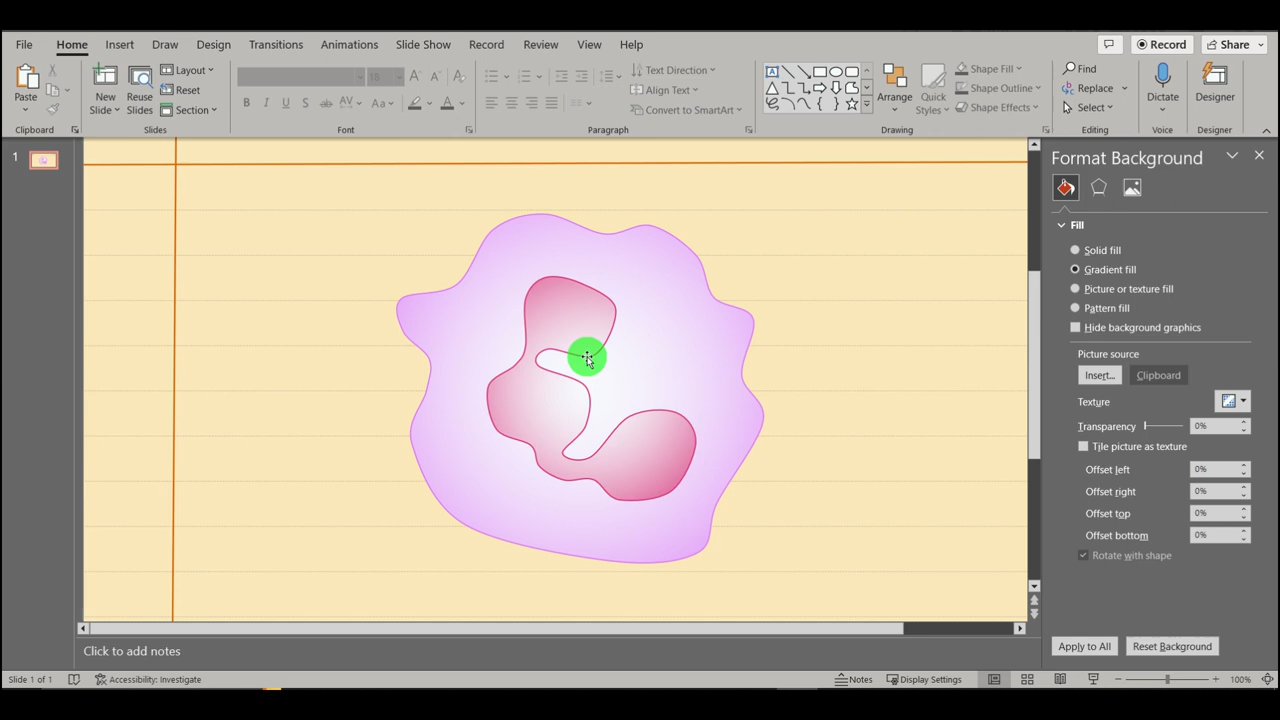 File Home Insert Draw Design Transitions Animations Slide Show Record Review View Help Record Share
Paste New Slide Reuse Slides Layout Reset Section
18
B I U S ab AV Aa A
Text Direction Align Text Convert to SmartArt
Arrange Quick Styles Shape Fill Shape Outline Shape Effects
Find Replace Select Dictate Designer
Clipboard Slides Font Paragraph Drawing Editing Voice Designer
1
Format Background
Fill
Solid fill
Gradient fill
Picture or texture fill
Pattern fill
Hide background graphics
Picture source
Insert... Clipboard
Texture
Transparency 0%
Tile picture as texture
Offset left 0%
Offset right 0%
Offset top 0%
Offset bottom 0%
Rotate with shape
Apply to All Reset Background
Click to add notes
Slide 1 of 1 Accessibility: Investigate Notes Display Settings 100%